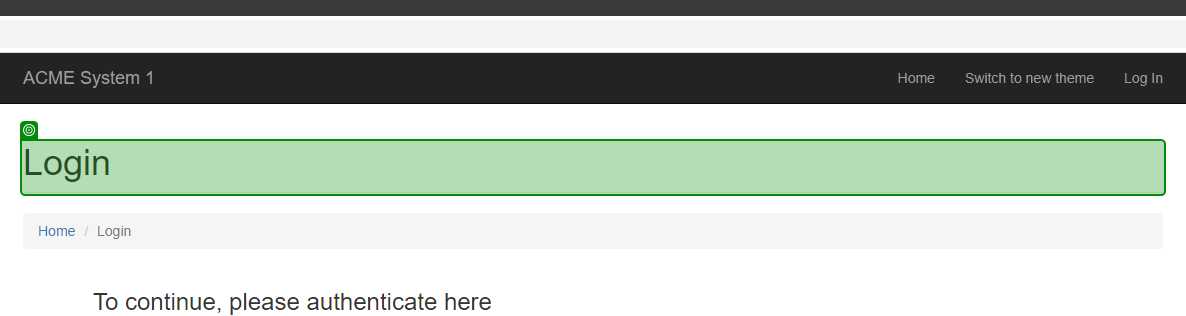 ACME System 1 Home Switch to new theme Log In
Login
Home / Login
To continue, please authenticate here